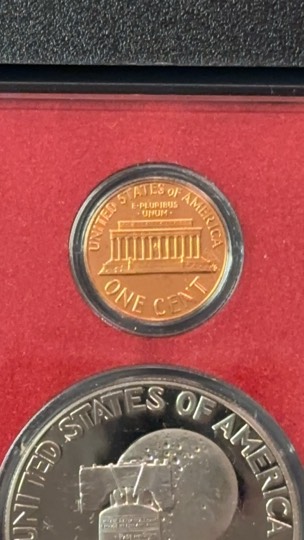 UNITED STATES OF AMERICA
E·PLURIBUS
·UNUM·
ONE CENT
UNITED STATES OF AMERICA